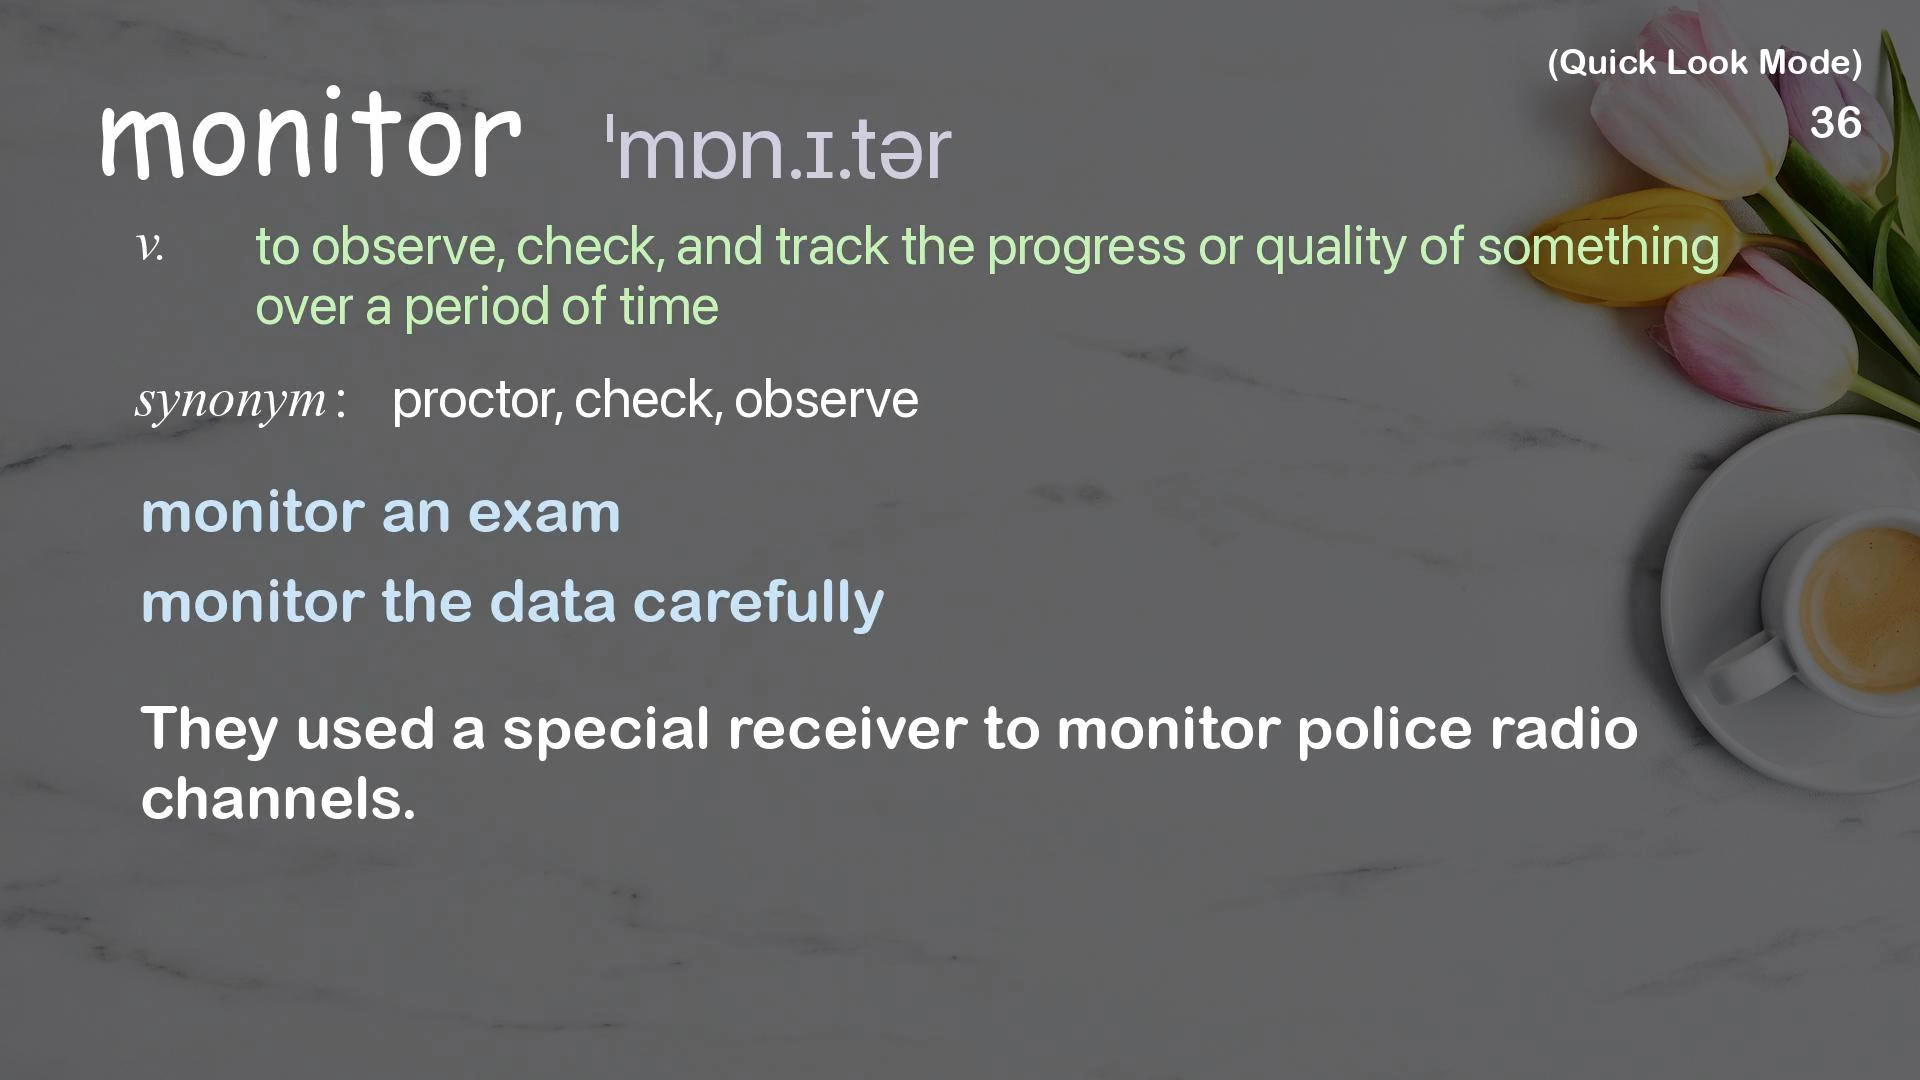 (Quick Look Mode)
36
monitor ˈmɒn.ɪ.tər
v. to observe, check, and track the progress or quality of something
over a period of time
synonym : proctor, check, observe
monitor an exam
monitor the data carefully
They used a special receiver to monitor police radio
channels.